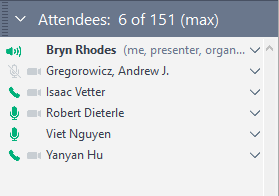 Attendees: 6 of 151 (max)
Bryn Rhodes (me, presenter, organ...
Gregorowicz, Andrew J.
Isaac Vetter
Robert Dieterle
Viet Nguyen
Yanyan Hu